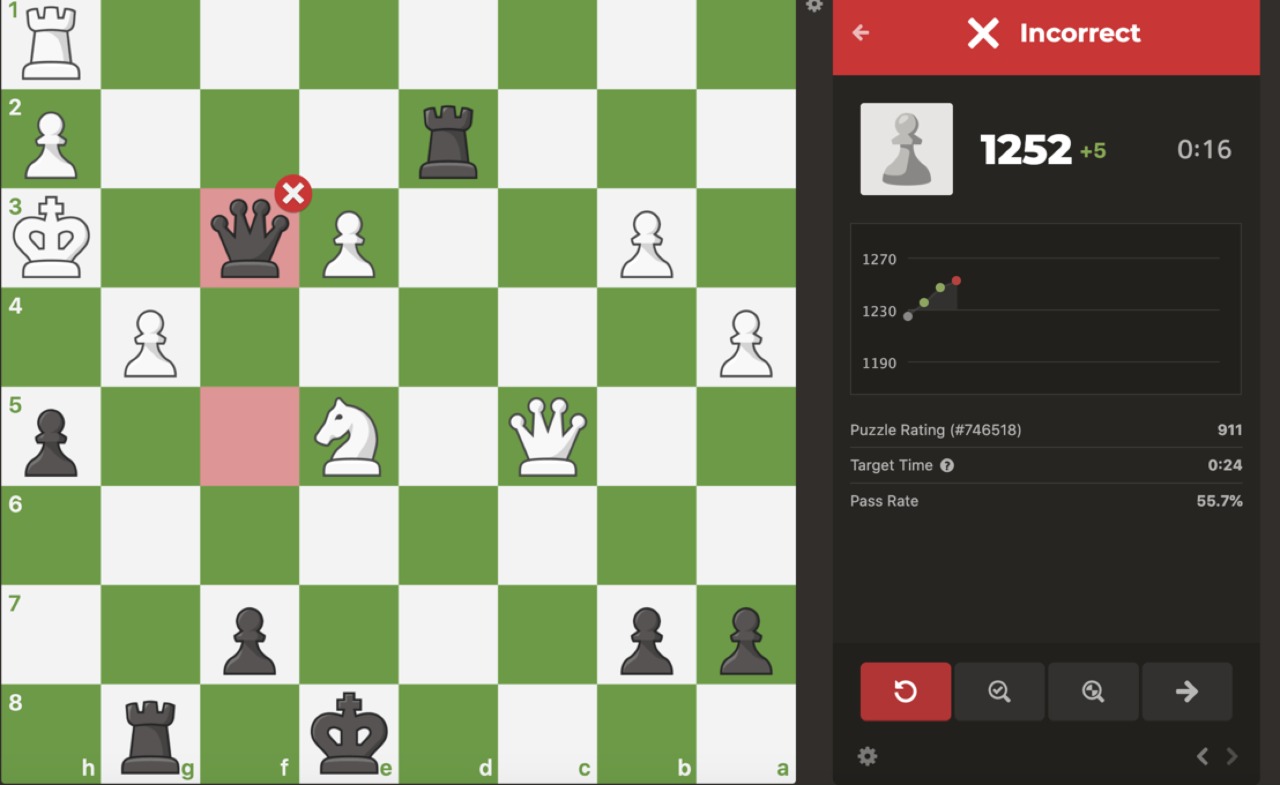 1
2
3
4
5
6
7
8
h g f e d c b a
Incorrect
1252 +5 0:16
1270
1230
1190
Puzzle Rating (#746518) 911
Target Time ? 0:24
Pass Rate 55.7%